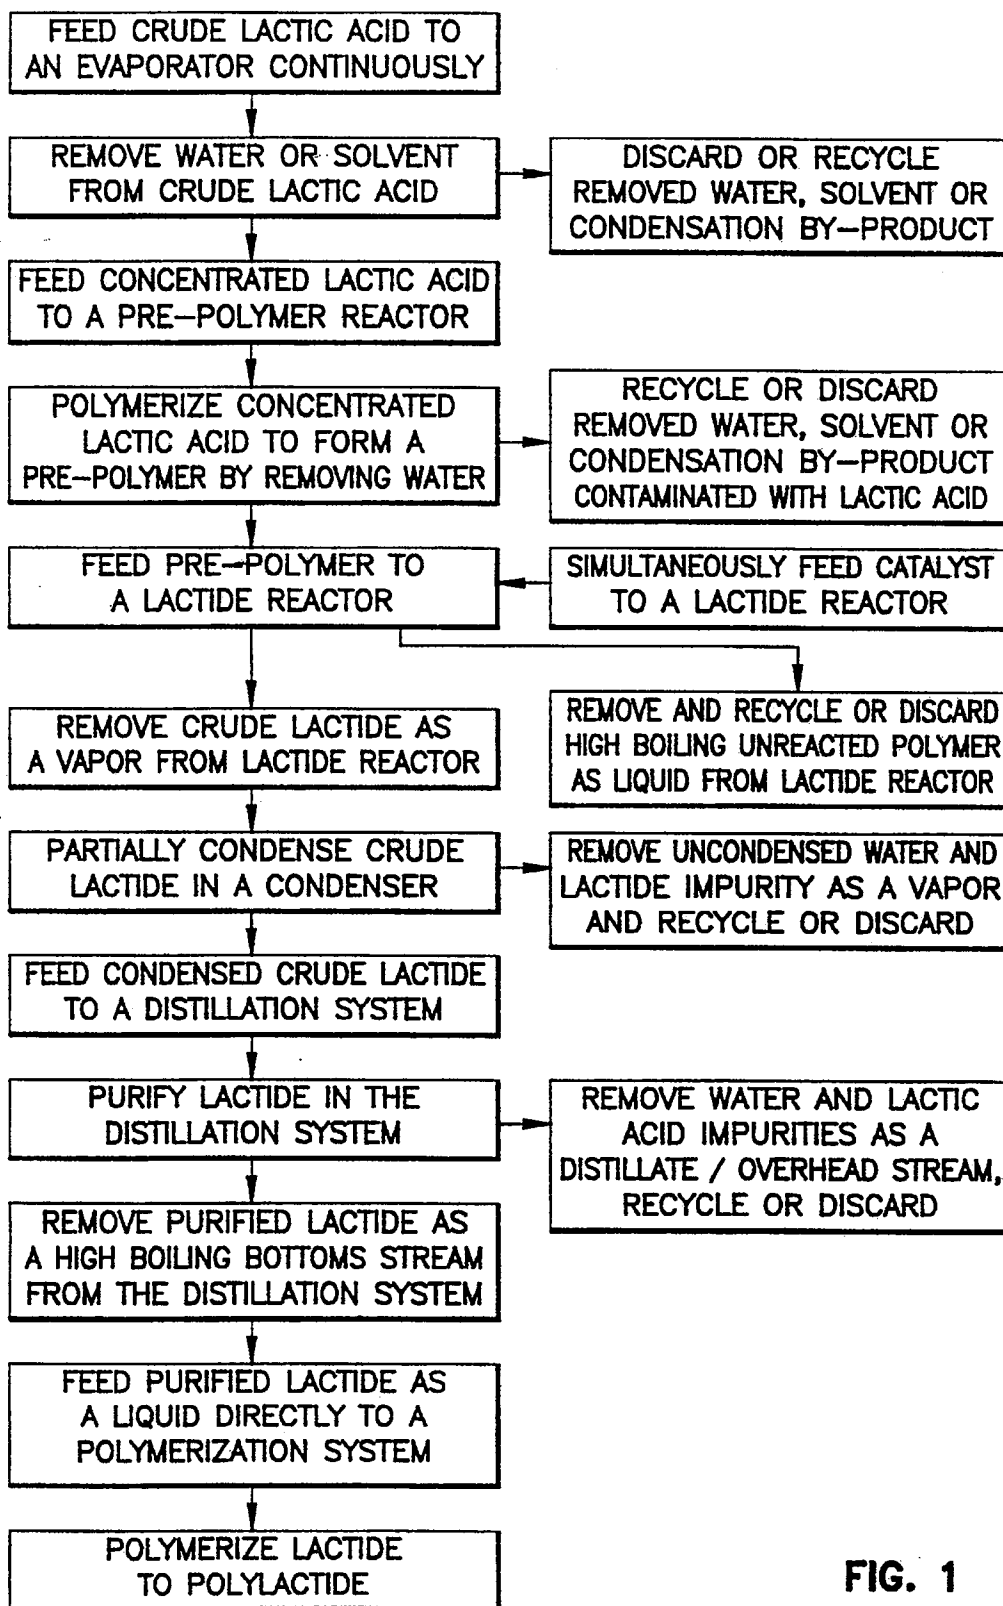 FEED CRUDE LACTIC ACID TO
AN EVAPORATOR CONTINUOUSLY
REMOVE WATER OR SOLVENT
FROM CRUDE LACTIC ACID
DISCARD OR RECYCLE
REMOVED WATER, SOLVENT OR
CONDENSATION BY—PRODUCT
FEED CONCENTRATED LACTIC ACID
TO A PRE—POLYMER REACTOR
POLYMERIZE CONCENTRATED
LACTIC ACID TO FORM A
PRE—POLYMER BY REMOVING WATER
RECYCLE OR DISCARD
REMOVED WATER, SOLVENT OR
CONDENSATION BY—PRODUCT
CONTAMINATED WITH LACTIC ACID
FEED PRE—POLYMER TO
A LACTIDE REACTOR
SIMULTANEOUSLY FEED CATALYST
TO A LACTIDE REACTOR
REMOVE CRUDE LACTIDE AS
A VAPOR FROM LACTIDE REACTOR
REMOVE AND RECYCLE OR DISCARD
HIGH BOILING UNREACTED POLYMER
AS LIQUID FROM LACTIDE REACTOR
PARTIALLY CONDENSE CRUDE
LACTIDE IN A CONDENSER
REMOVE UNCONDENSED WATER AND
LACTIDE IMPURITY AS A VAPOR
AND RECYCLE OR DISCARD
FEED CONDENSED CRUDE LACTIDE
TO A DISTILLATION SYSTEM
PURIFY LACTIDE IN THE
DISTILLATION SYSTEM
REMOVE WATER AND LACTIC
ACID IMPURITIES AS A
DISTILLATE / OVERHEAD STREAM,
RECYCLE OR DISCARD
REMOVE PURIFIED LACTIDE AS
A HIGH BOILING BOTTOMS STREAM
FROM THE DISTILLATION SYSTEM
FEED PURIFIED LACTIDE AS
A LIQUID DIRECTLY TO A
POLYMERIZATION SYSTEM
POLYMERIZE LACTIDE
TO POLYLACTIDE
FIG. 1